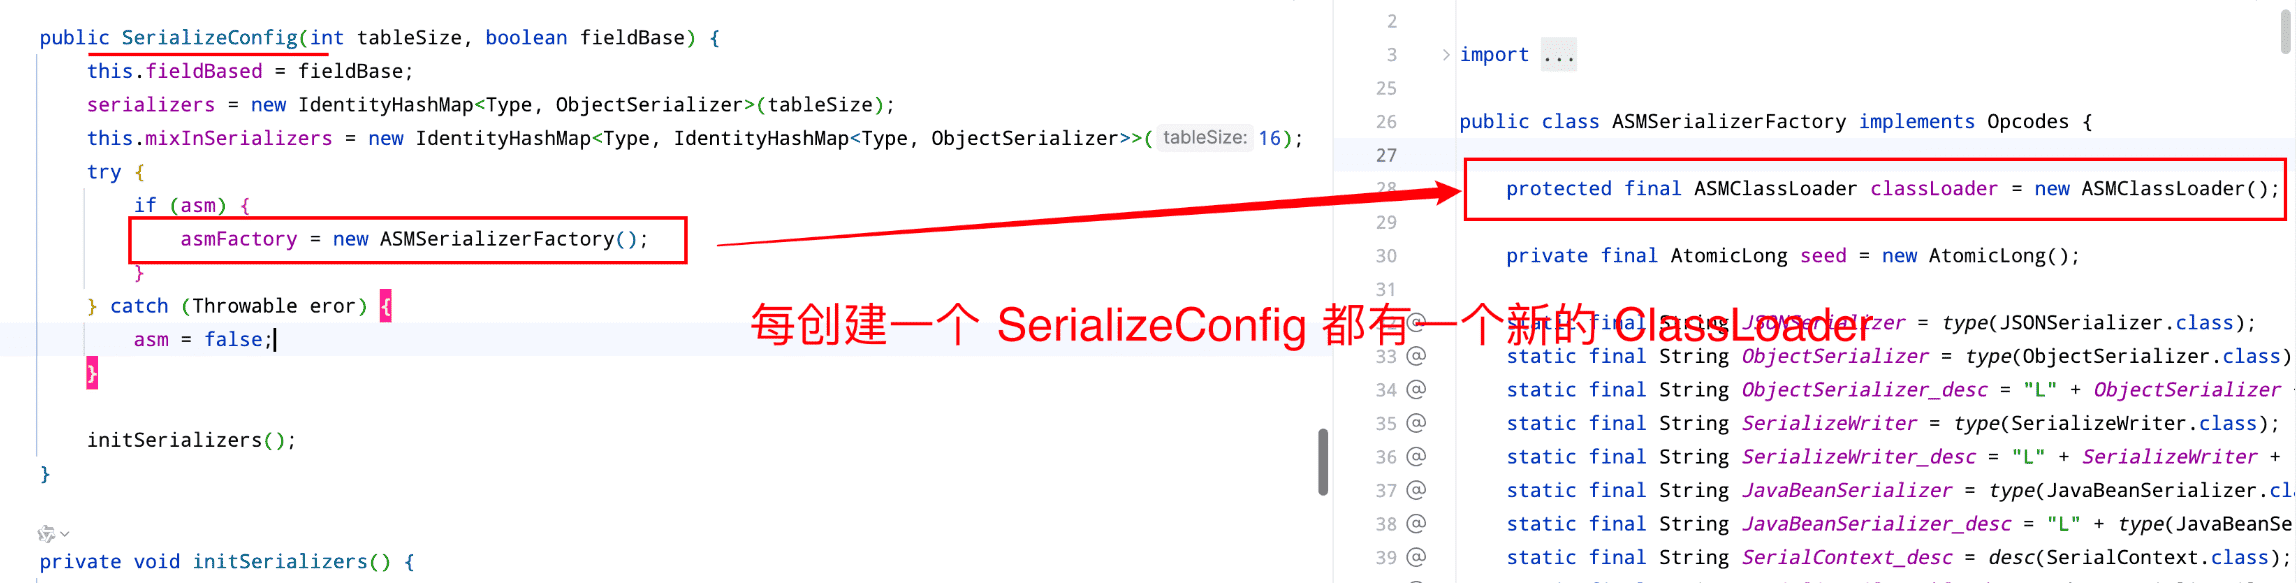 public SerializeConfig(int tableSize, boolean fieldBase) {
this.fieldBased = fieldBase;
serializers = new IdentityHashMap<Type, ObjectSerializer>(tableSize);
this.mixInSerializers = new IdentityHashMap<Type, IdentityHashMap<Type, ObjectSerializer>>( tableSize: 16);
try {
if (asm) {
asmFactory = new ASMSerializerFactory();
}
} catch (Throwable eror) {
asm = false;
}
initSerializers();
}
private void initSerializers() {
每创建一个 SerializeConfig 都有一个新的 ClassLoader
2
3 import ...
25
26 public class ASMSerializerFactory implements Opcodes {
27
28 protected final ASMClassLoader classLoader = new ASMClassLoader();
29
30 private final AtomicLong seed = new AtomicLong();
31
static final String JSONSerializer = type(JSONSerializer.class);
33 @ static final String ObjectSerializer = type(ObjectSerializer.class)
34 @ static final String ObjectSerializer_desc = "L" + ObjectSerializer
35 @ static final String SerializeWriter = type(SerializeWriter.class);
36 @ static final String SerializeWriter_desc = "L" + SerializeWriter +
37 @ static final String JavaBeanSerializer = type(JavaBeanSerializer.cl
38 @ static final String JavaBeanSerializer_desc = "L" + type(JavaBeanSe
39 @ static final String SerialContext_desc = desc(SerialContext.class);